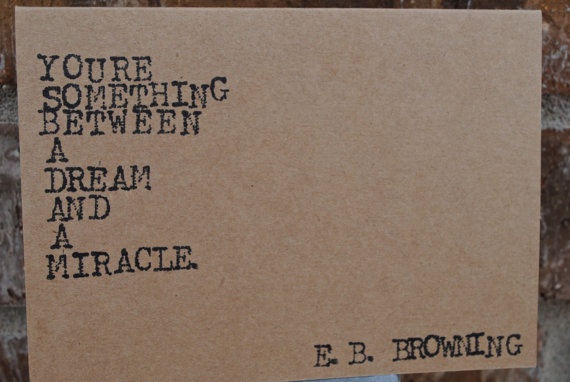 YOURE
SOMETHING
BETWEEN
A
DREAM
AND
A
MIRACLE.
E. B. BROWNING